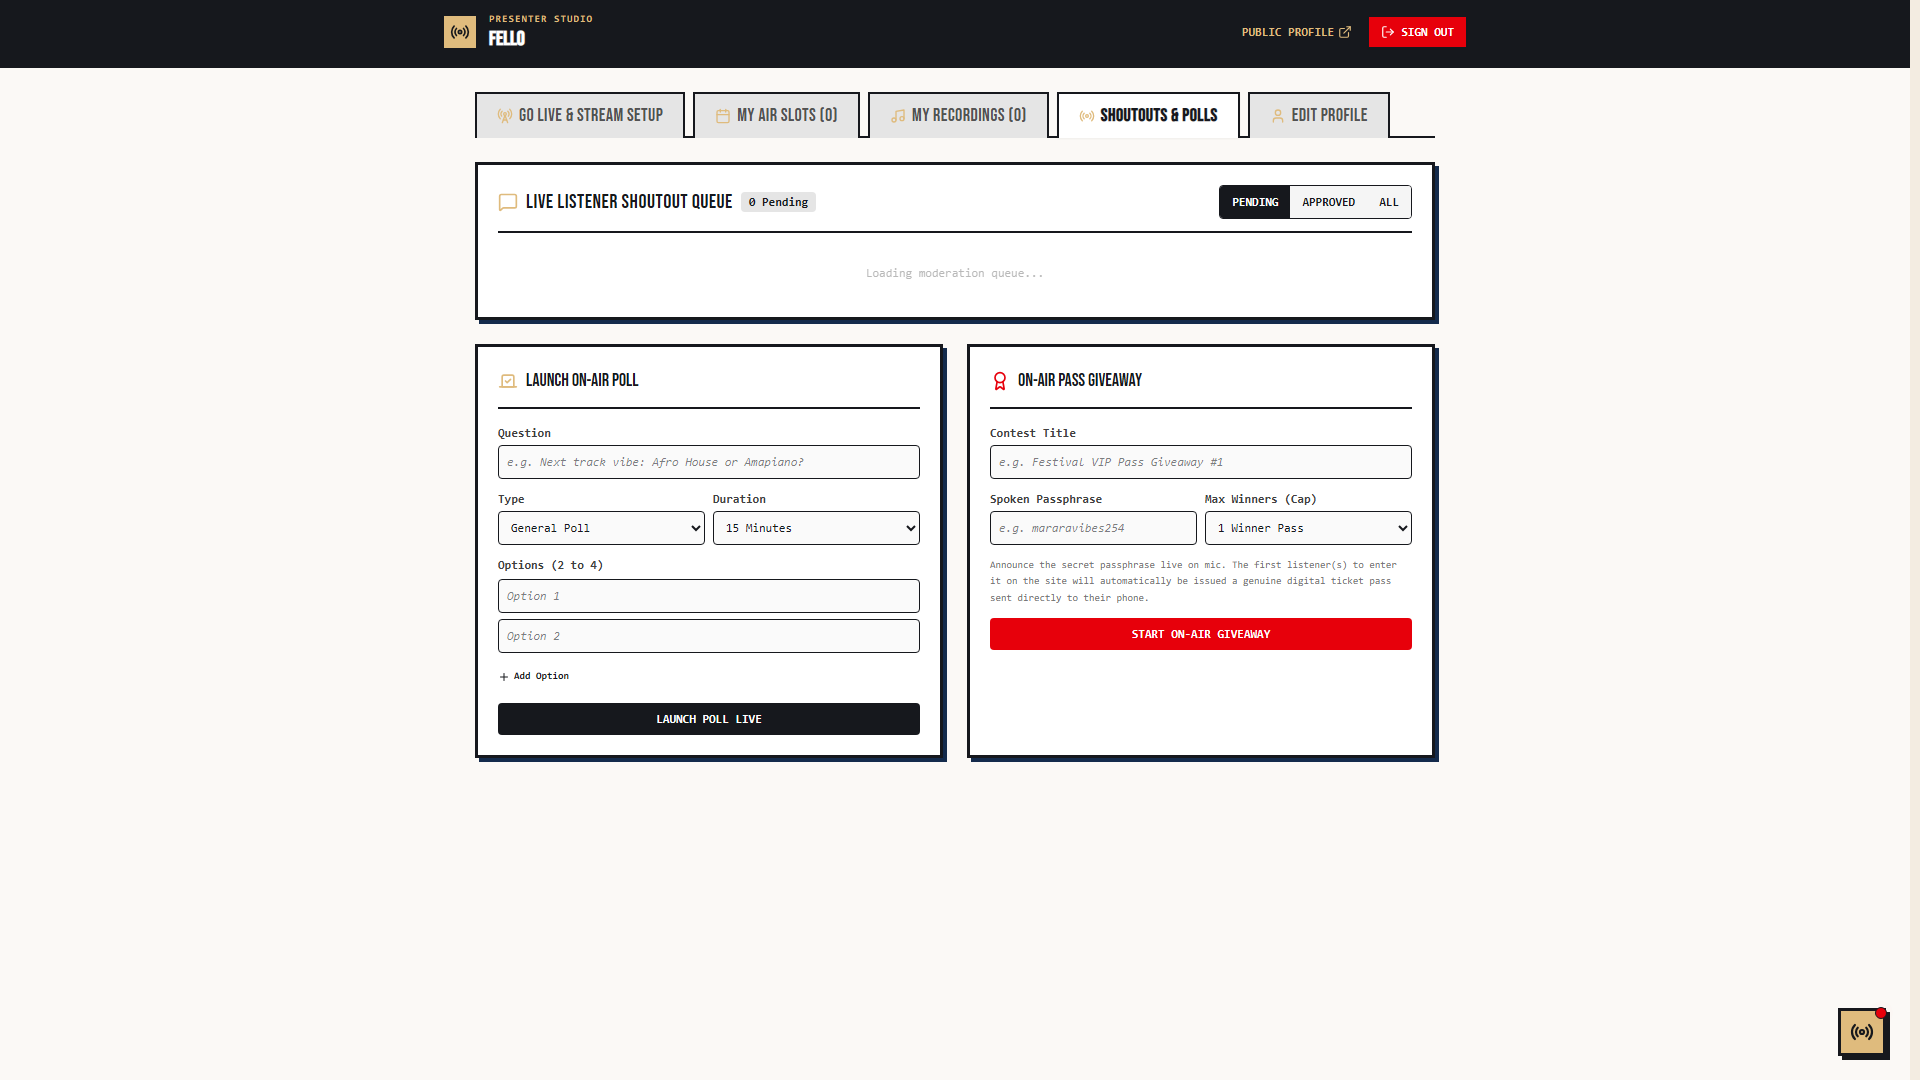 PRESENTER STUDIO
FELLO
PUBLIC PROFILE
SIGN OUT
GO LIVE & STREAM SETUP
MY AIR SLOTS (0)
MY RECORDINGS (0)
SHOUTOUTS & POLLS
EDIT PROFILE
LIVE LISTENER SHOUTOUT QUEUE
0 Pending
PENDING
APPROVED
ALL
Loading moderation queue...
LAUNCH ON-AIR POLL
Question
e.g. Next track vibe: Afro House or Amapiano?
Type
Duration
General Poll
15 Minutes
Options (2 to 4)
Option 1
Option 2
+ Add Option
LAUNCH POLL LIVE
ON-AIR PASS GIVEAWAY
Contest Title
e.g. Festival VIP Pass Giveaway #1
Spoken Passphrase
Max Winners (Cap)
e.g. mararavibes254
1 Winner Pass
Announce the secret passphrase live on mic. The first listener(s) to enter
it on the site will automatically be issued a genuine digital ticket pass
sent directly to their phone.
START ON-AIR GIVEAWAY